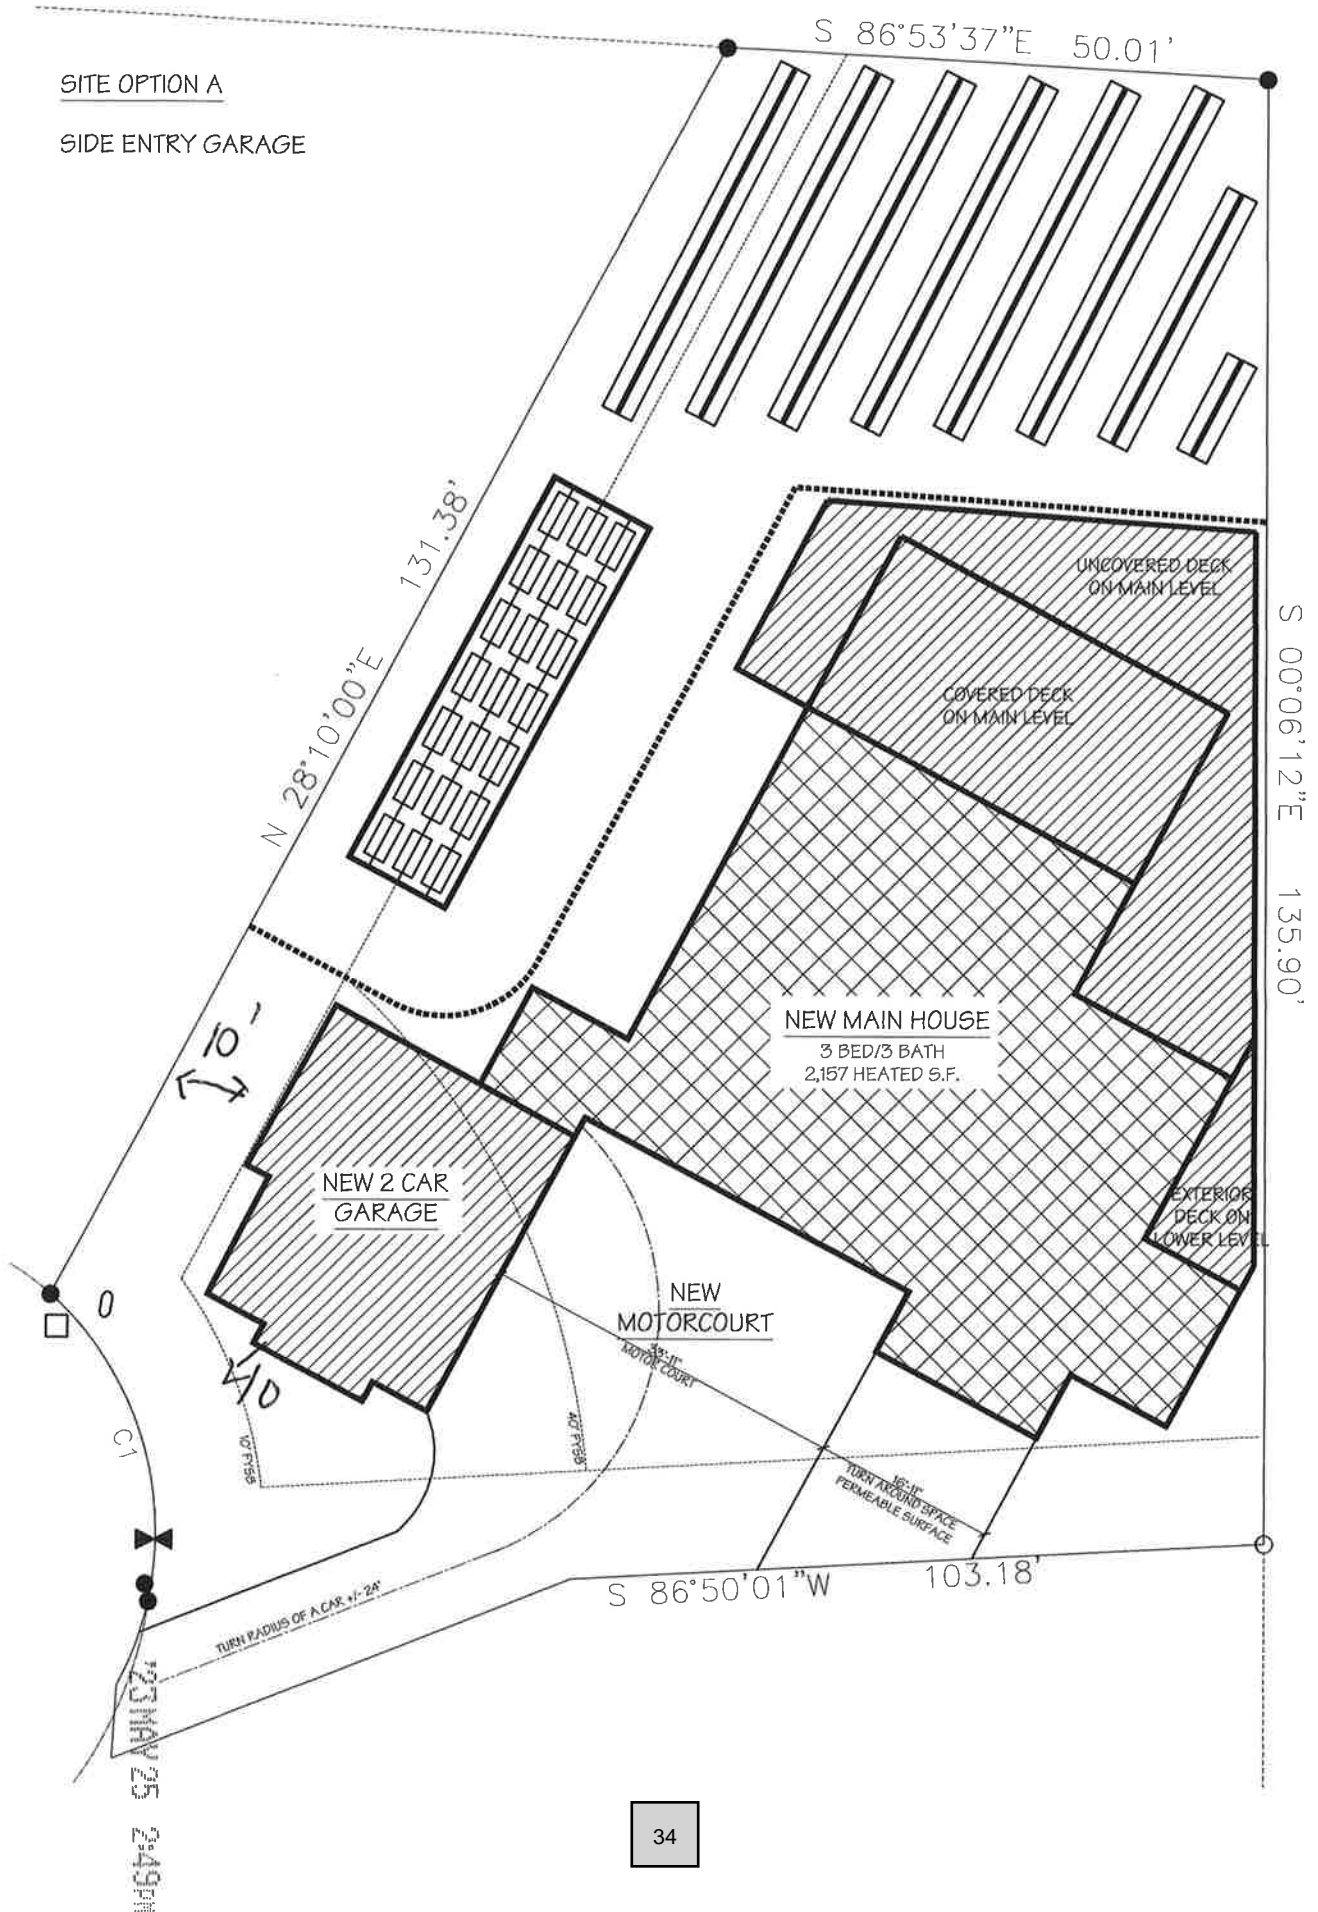 S 86°53'37"E 50.01'
SITE OPTION A
SIDE ENTRY GARAGE
N 28°10'00"E 131.38'
UNCOVERED DECK
ON MAIN LEVEL
COVERED DECK
ON MAIN LEVEL
S 00°06'12"E 135.90'
10'
NEW MAIN HOUSE
3 BED/3 BATH
2,157 HEATED S.F.
NEW 2 CAR
GARAGE
EXTERIOR
DECK ON
LOWER LEVEL
NEW
MOTORCOURT
33'-11"
MOTOR COURT
0
10
C1
10' FYSB
40' FYSB
16'-11"
TURN AROUND SPACE
PERMEABLE SURFACE
S 86°50'01"W 103.18'
TURN RADIUS OF A CAR +/- 24'
'23 MAY 25 2:49PM
34